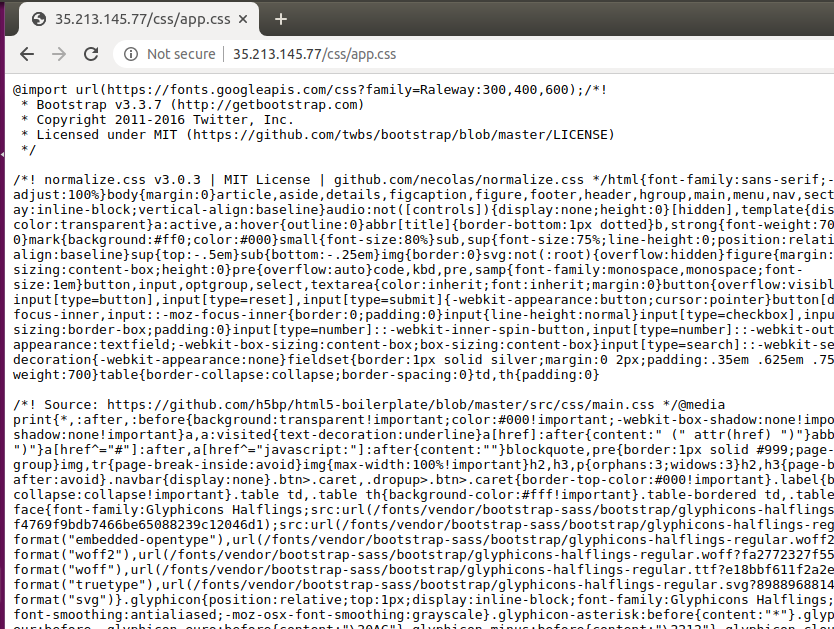 35.213.145.77/css/app.css
Not secure
35.213.145.77/css/app.css
@import url(https://fonts.googleapis.com/css?family=Raleway:300,400,600);/*!
 * Bootstrap v3.3.7 (http://getbootstrap.com)
 * Copyright 2011-2016 Twitter, Inc.
 * Licensed under MIT (https://github.com/twbs/bootstrap/blob/master/LICENSE)
 */
/*! normalize.css v3.0.3 | MIT License | github.com/necolas/normalize.css */html{font-family:sans-serif;-
adjust:100%}body{margin:0}article,aside,details,figcaption,figure,footer,header,hgroup,main,menu,nav,sect
ay:inline-block;vertical-align:baseline}audio:not([controls]){display:none;height:0}[hidden],template{dis
color:transparent}a:active,a:hover{outline:0}abbr[title]{border-bottom:1px dotted}b,strong{font-weight:70
0}mark{background:#ff0;color:#000}small{font-size:80%}sub,sup{font-size:75%;line-height:0;position:relati
align:baseline}sup{top:-.5em}sub{bottom:-.25em}img{border:0}svg:not(:root){overflow:hidden}figure{margin:
sizing:content-box;height:0}pre{overflow:auto}code,kbd,pre,samp{font-family:monospace,monospace;font-
size:1em}button,input,optgroup,select,textarea{color:inherit;font:inherit;margin:0}button{overflow:visibl
input[type=button],input[type=reset],input[type=submit]{-webkit-appearance:button;cursor:pointer}button[d
focus-inner,input::-moz-focus-inner{border:0;padding:0}input{line-height:normal}input[type=checkbox],inpu
sizing:border-box;padding:0}input[type=number]::-webkit-inner-spin-button,input[type=number]::-webkit-out
appearance:textfield;-webkit-box-sizing:content-box;box-sizing:content-box}input[type=search]::-webkit-se
decoration{-webkit-appearance:none}fieldset{border:1px solid silver;margin:0 2px;padding:.35em .625em .75
weight:700}table{border-collapse:collapse;border-spacing:0}td,th{padding:0}
/*! Source: https://github.com/h5bp/html5-boilerplate/blob/master/src/css/main.css */@media
print{*,:after,:before{background:transparent!important;color:#000!important;-webkit-box-shadow:none!impo
shadow:none!important}a,a:visited{text-decoration:underline}a[href]:after{content:" (" attr(href) ")"}abb
")"}a[href^="#"]:after,a[href^="javascript:"]:after{content:""}blockquote,pre{border:1px solid #999;page-
group}img,tr{page-break-inside:avoid}img{max-width:100%!important}h2,h3,p{orphans:3;widows:3}h2,h3{page-b
after:avoid}.navbar{display:none}.btn>.caret,.dropup>.btn>.caret{border-top-color:#000!important}.label{b
collapse:collapse!important}.table td,.table th{background-color:#fff!important}.table-bordered td,.table
face{font-family:Glyphicons Halflings;src:url(/fonts/vendor/bootstrap-sass/bootstrap/glyphicons-halflings
f4769f9bdb7466be65088239c12046d1);src:url(/fonts/vendor/bootstrap-sass/bootstrap/glyphicons-halflings-reg
format("embedded-opentype"),url(/fonts/vendor/bootstrap-sass/bootstrap/glyphicons-halflings-regular.woff2
format("woff2"),url(/fonts/vendor/bootstrap-sass/bootstrap/glyphicons-halflings-regular.woff?fa2772327f55
format("woff"),url(/fonts/vendor/bootstrap-sass/bootstrap/glyphicons-halflings-regular.ttf?e18bbf611f2a2e
format("truetype"),url(/fonts/vendor/bootstrap-sass/bootstrap/glyphicons-halflings-regular.svg?8988968814
format("svg")}.glyphicon{position:relative;top:1px;display:inline-block;font-family:Glyphicons Halflings;
font-smoothing:antialiased;-moz-osx-font-smoothing:grayscale}.glyphicon-asterisk:before{content:"*"}.glyp